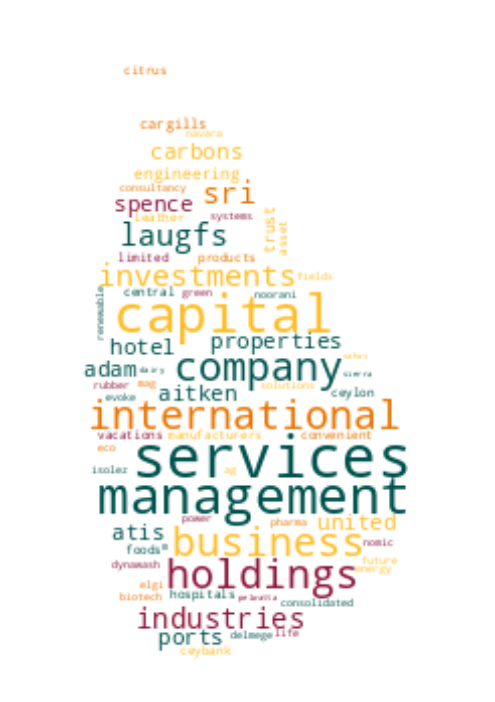 citrus
cargills
navara
carbons
engineering
consultancy
sri
spence
leather systems
trust
asset
laugfs
limited products
investments fields
central green noorani
renewable
capital
properties
hotel
company
adam dairy sierra
rubber mag solutions
evoke aitken ceylon
international
vacations manufacturers convenient
eco
services
isolez ag
management
power pharma united
atis
business nomic
foods
dynawash future
holdings energy
elgi
biotech hospitals pelwatta consolidated
industries
ports delmege life
ceybank